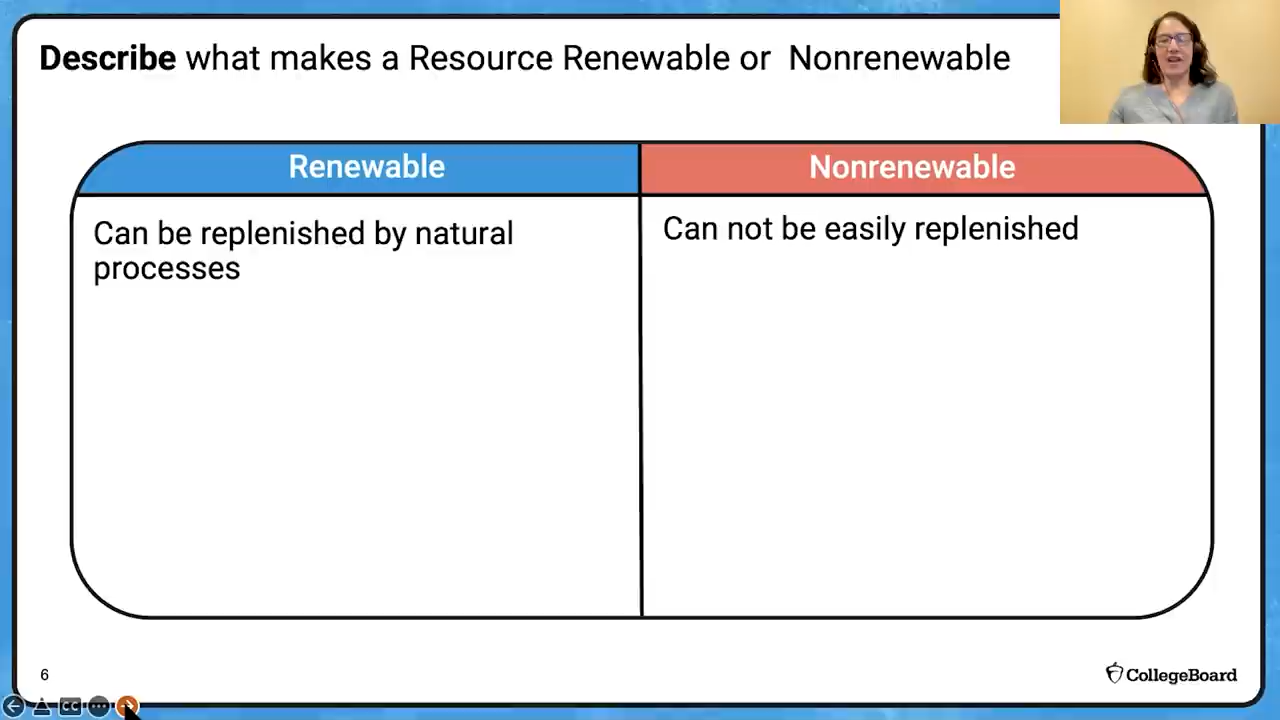 Describe what makes a Resource Renewable or Nonrenewable
Renewable
Nonrenewable
Can be replenished by natural
processes
Can not be easily replenished
6
CollegeBoard
CC